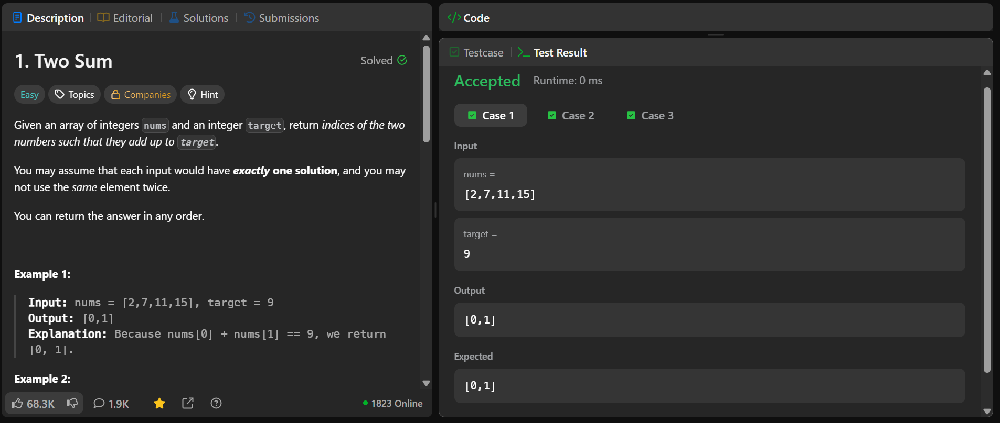 Description
Editorial
Solutions
Submissions
1. Two Sum
Solved
Easy
Topics
Companies
Hint
Given an array of integers nums and an integer target, return indices of the two
numbers such that they add up to target.
You may assume that each input would have exactly one solution, and you may
not use the same element twice.
You can return the answer in any order.
Example 1:
Input: nums = [2,7,11,15], target = 9
Output: [0,1]
Explanation: Because nums[0] + nums[1] == 9, we return
[0, 1].
Example 2:
68.3K
1.9K
1823 Online
Code
Testcase
Test Result
Accepted
Runtime: 0 ms
Case 1
Case 2
Case 3
Input
nums =
[2,7,11,15]
target =
9
Output
[0,1]
Expected
[0,1]